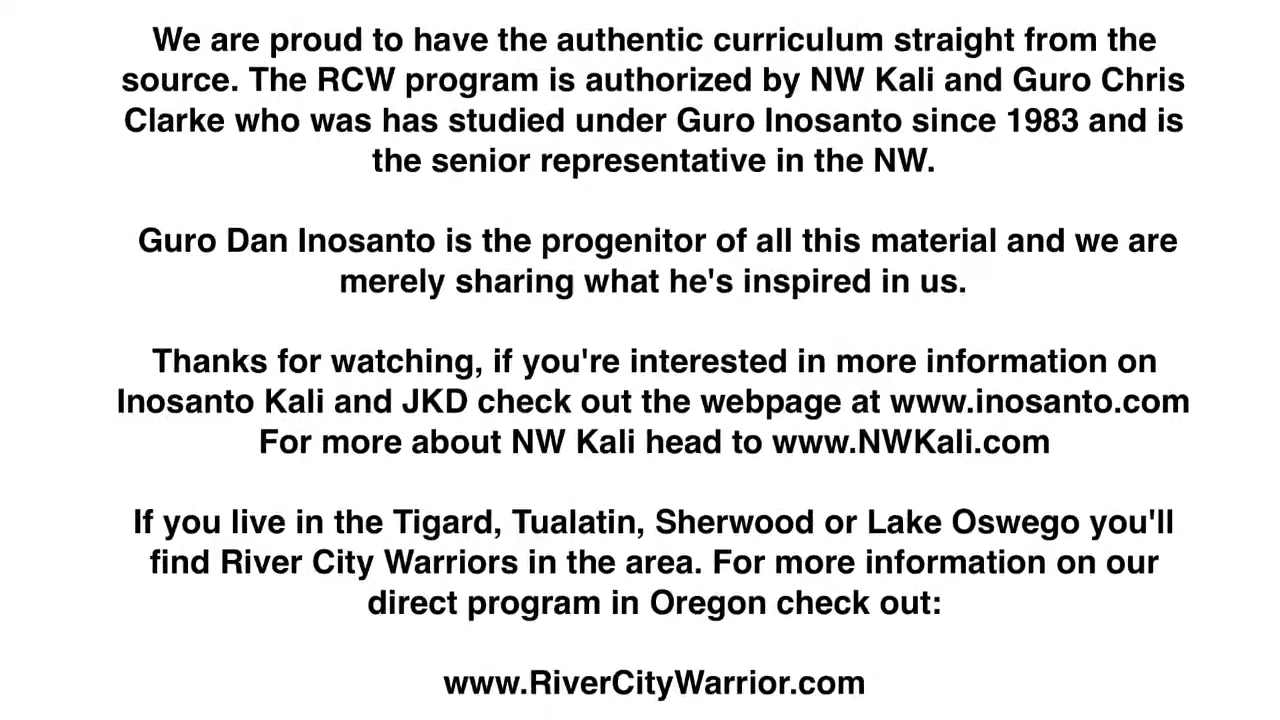 We are proud to have the authentic curriculum straight from the
source. The RCW program is authorized by NW Kali and Guro Chris
Clarke who was has studied under Guro Inosanto since 1983 and is
the senior representative in the NW.
Guro Dan Inosanto is the progenitor of all this material and we are
merely sharing what he's inspired in us.
Thanks for watching, if you're interested in more information on
Inosanto Kali and JKD check out the webpage at www.inosanto.com
For more about NW Kali head to www.NWKali.com
If you live in the Tigard, Tualatin, Sherwood or Lake Oswego you'll
find River City Warriors in the area. For more information on our
direct program in Oregon check out:
www.RiverCityWarrior.com